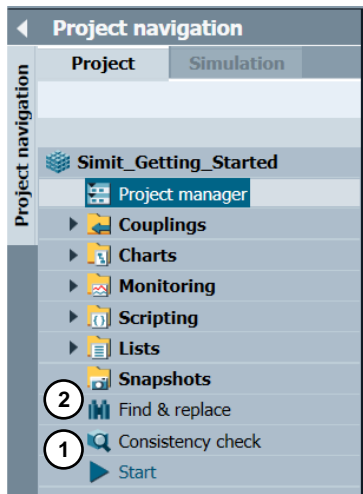 Project navigation
Project navigation
Project Simulation
Simit_Getting_Started
Project manager
Couplings
Charts
Monitoring
Scripting
Lists
Snapshots
2 Find & replace
1 Consistency check
Start